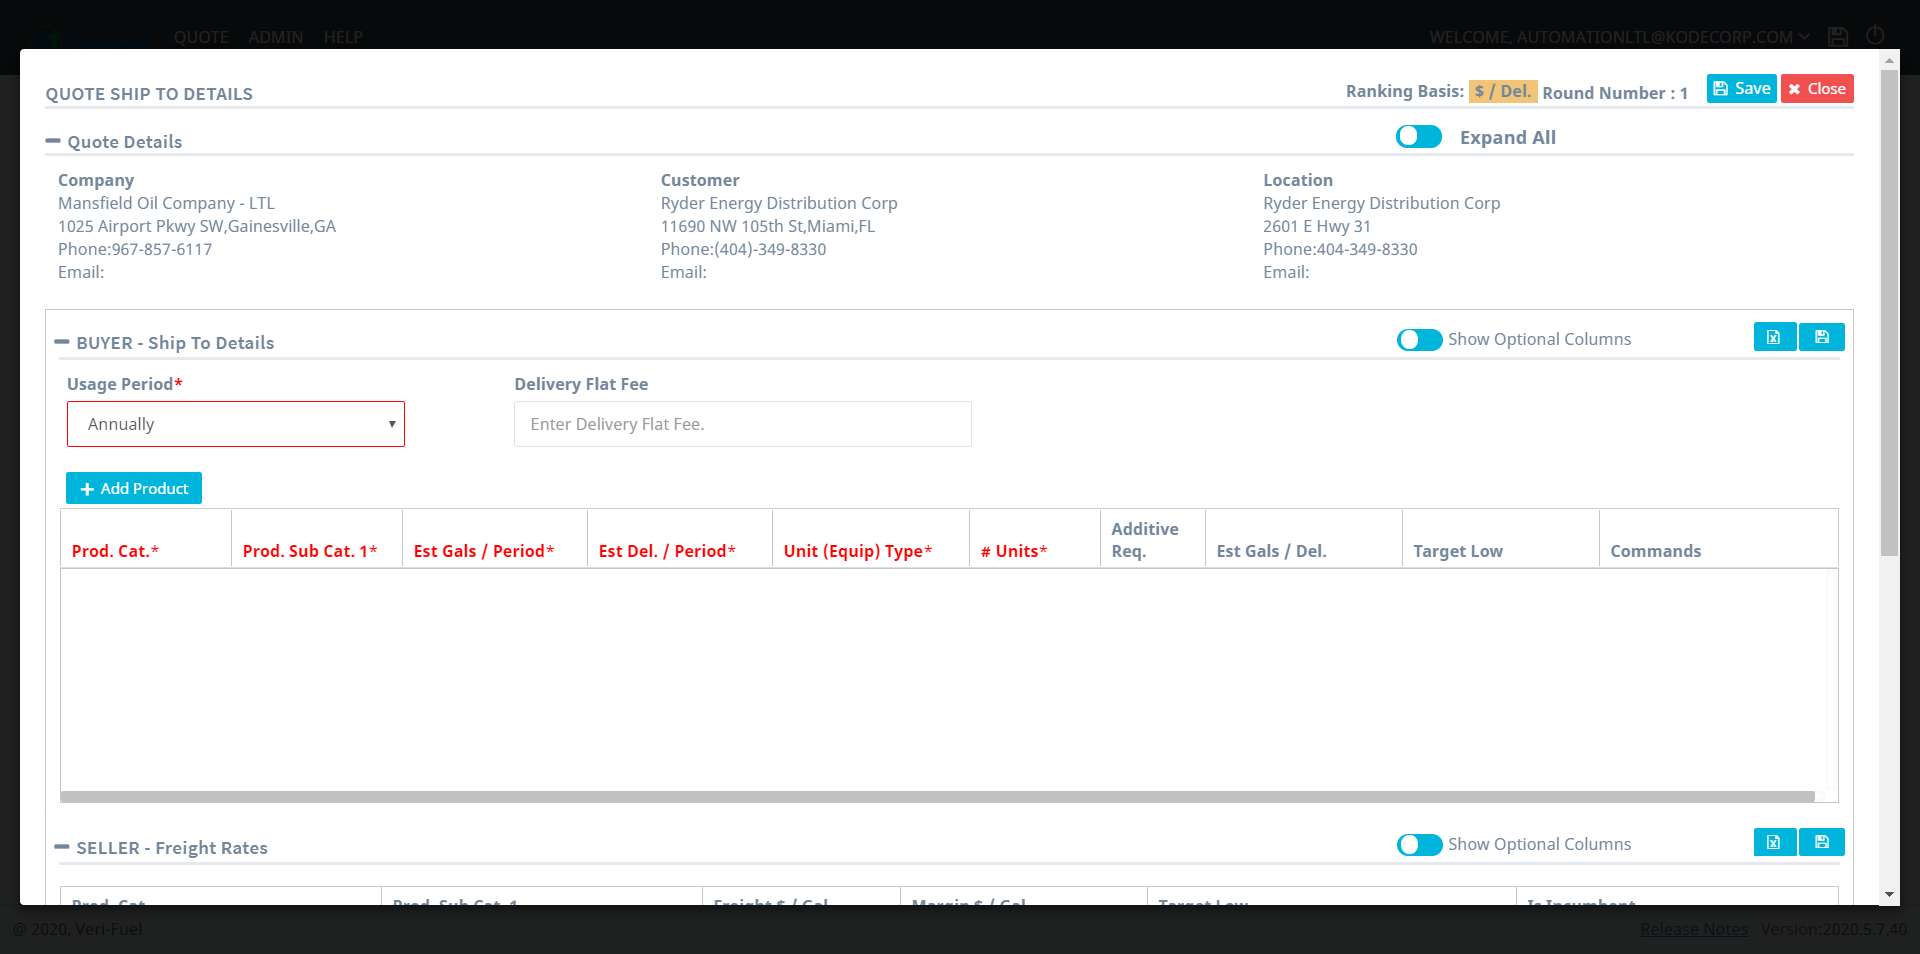 QUOTE ADMIN HELP
WELCOME, AUTOMATIONLTL@KODECORP.COM
QUOTE SHIP TO DETAILS
Ranking Basis: $ / Del. Round Number : 1
Save Close
Quote Details
Expand All
Company
Mansfield Oil Company - LTL
1025 Airport Pkwy SW,Gainesville,GA
Phone:967-857-6117
Email:
Customer
Ryder Energy Distribution Corp
11690 NW 105th St,Miami,FL
Phone:(404)-349-8330
Email:
Location
Ryder Energy Distribution Corp
2601 E Hwy 31
Phone:404-349-8330
Email:
BUYER - Ship To Details
Show Optional Columns
Usage Period*
Annually
Delivery Flat Fee
Enter Delivery Flat Fee.
Add Product
Prod. Cat.*
Prod. Sub Cat. 1*
Est Gals / Period*
Est Del. / Period*
Unit (Equip) Type*
# Units*
Additive
Req.
Est Gals / Del.
Target Low
Commands
SELLER - Freight Rates
Show Optional Columns
Prod. Cat.
Prod. Sub Cat. 1
Freight $ / Gal.
Margin $ / Gal.
Target Low
Is Incumbent
@ 2020, Veri-Fuel
Release Notes Version:2020.5.7.40